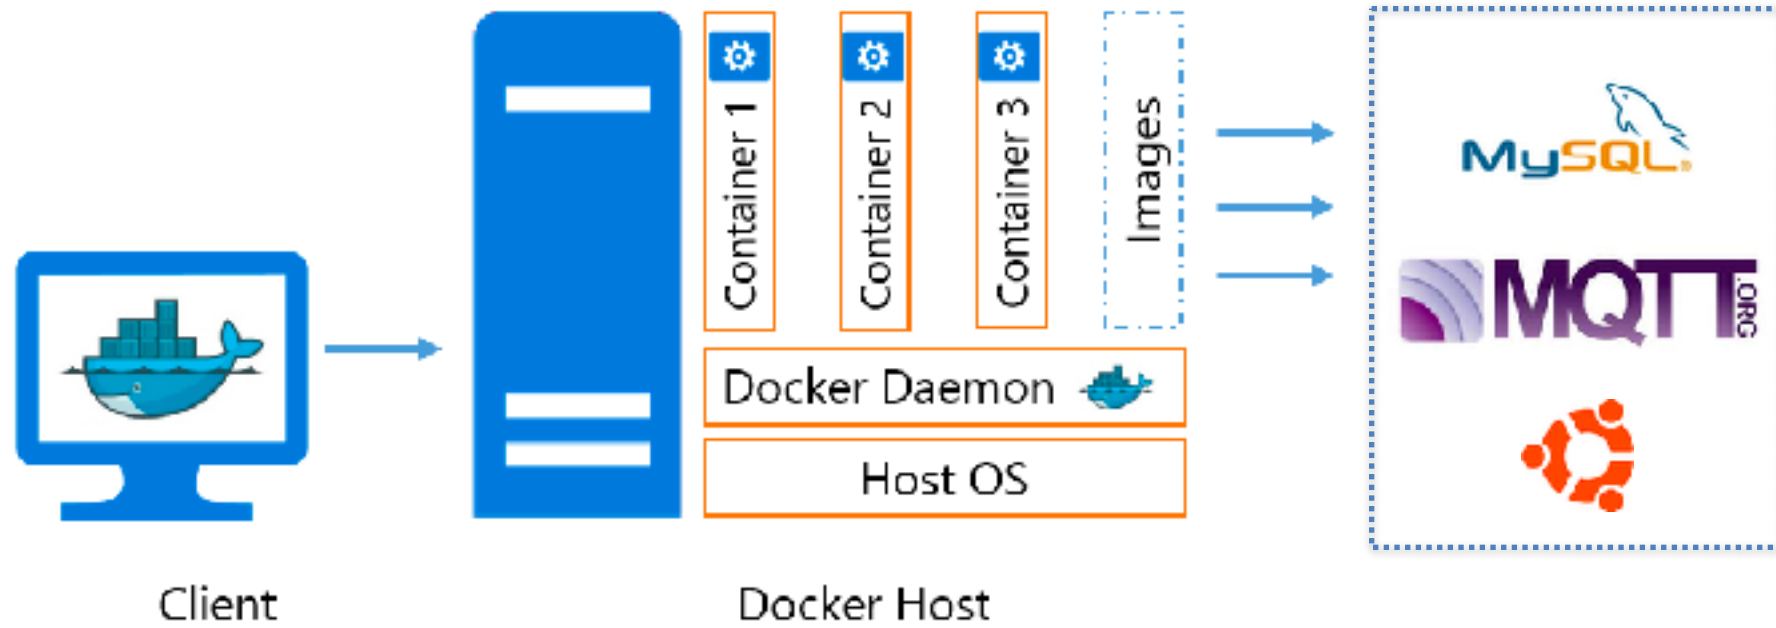 Container 1
Container 2
Container 3
Images
Docker Daemon
Host OS
MySQL®
MQTT.ORG
Client
Docker Host